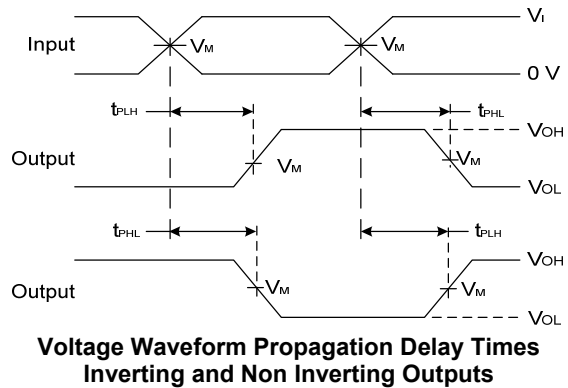 VI
Input
VM
VM
0 V
tPLH
tPHL
VOH
Output
VM
VM
VOL
tPHL
tPLH
VOH
Output
VM
VM
VOL
Voltage Waveform Propagation Delay Times
Inverting and Non Inverting Outputs